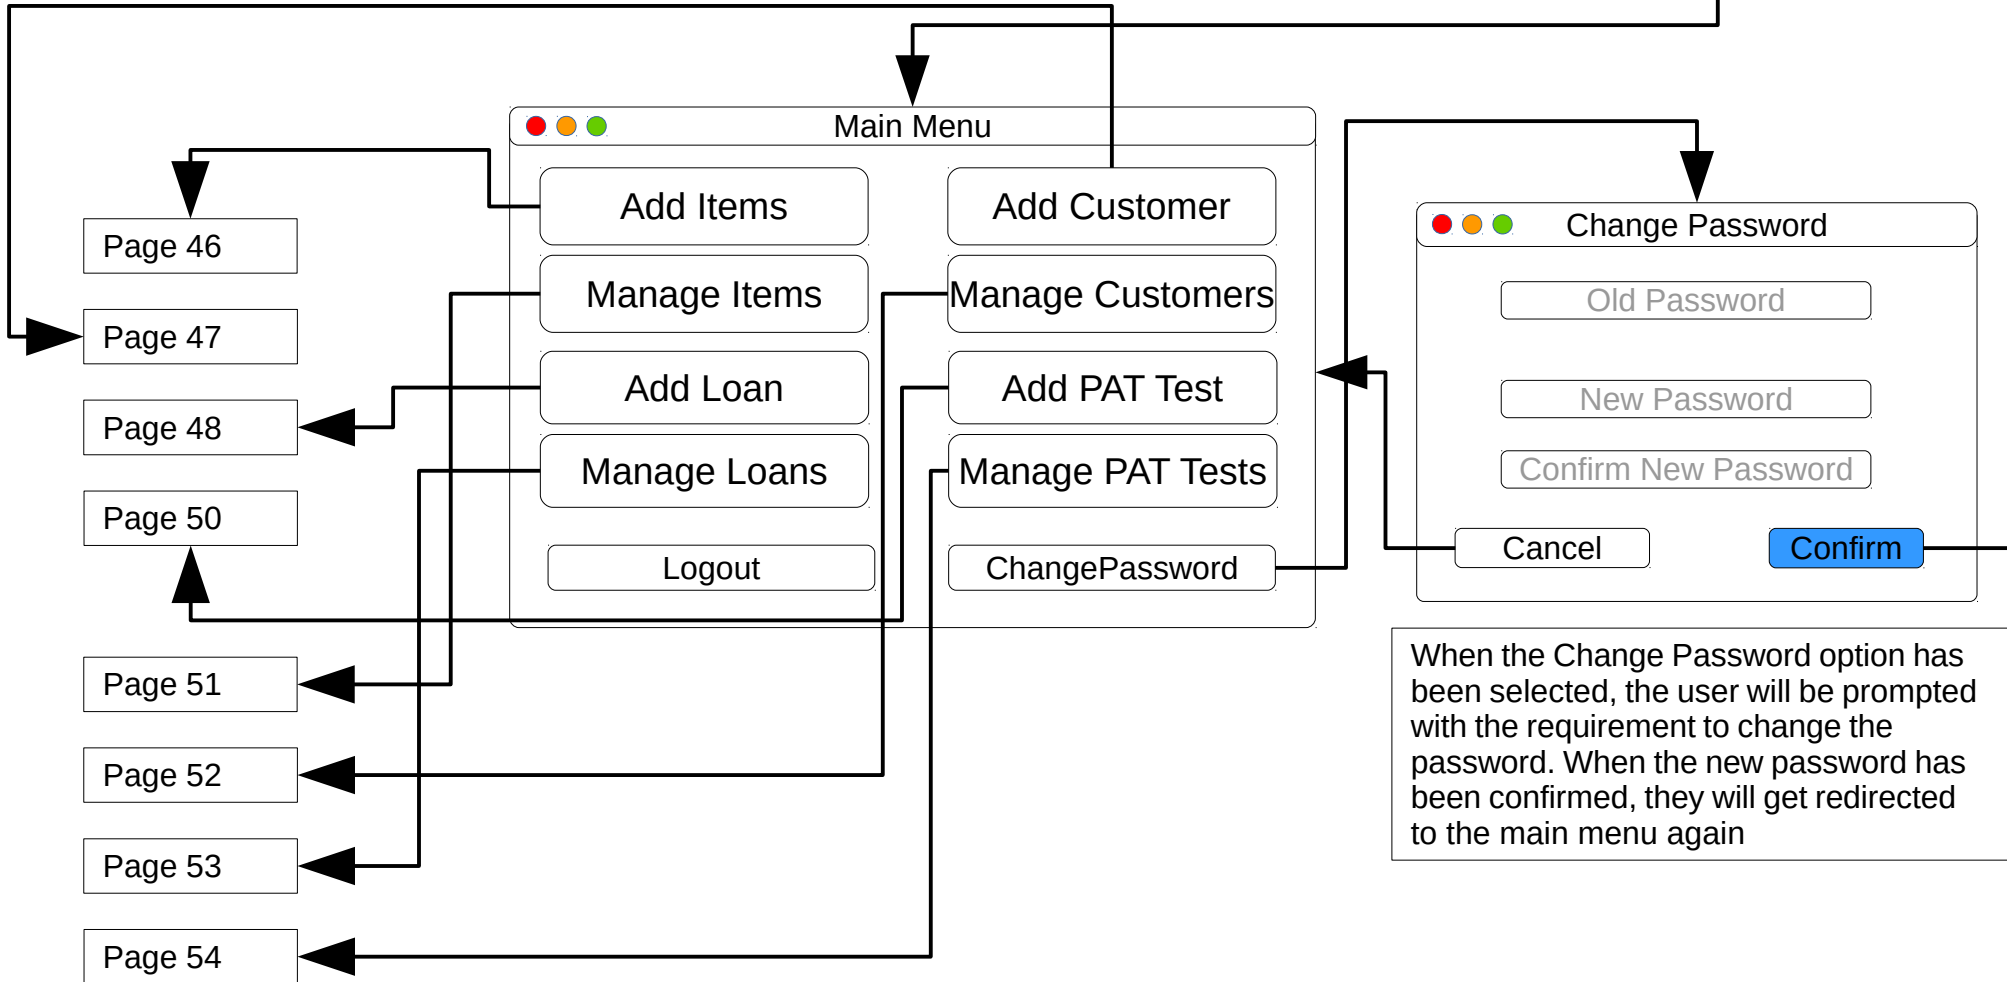 Main Menu
Add Items
Add Customer
Manage Items
Manage Customers
Add Loan
Add PAT Test
Manage Loans
Manage PAT Tests
Logout
ChangePassword
Page 46
Page 47
Page 48
Page 50
Page 51
Page 52
Page 53
Page 54
Change Password
Old Password
New Password
Confirm New Password
Cancel
Confirm
When the Change Password option has
been selected, the user will be prompted
with the requirement to change the
password. When the new password has
been confirmed, they will get redirected
to the main menu again